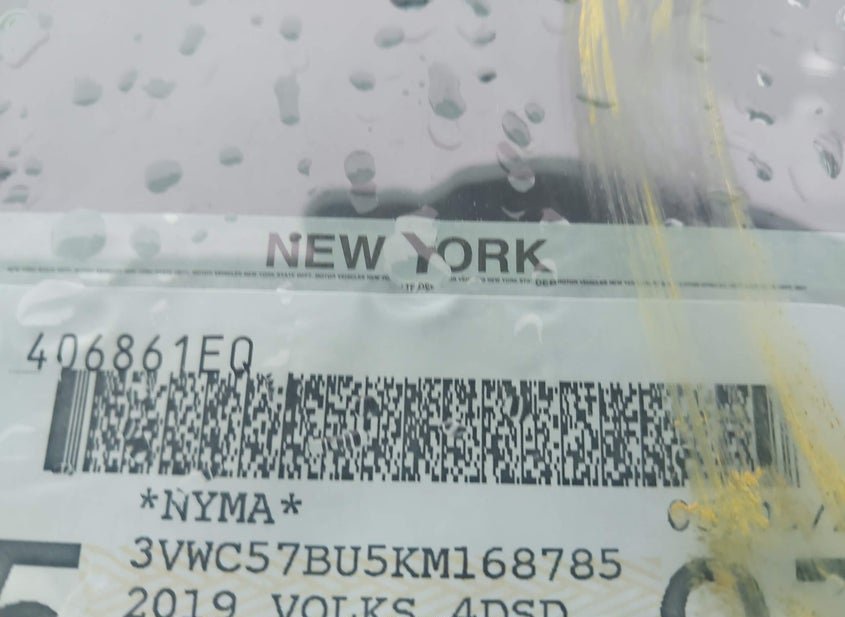 NEW YORK
406861EQ
*NYMA*
3VWC57BU5KM168785
2019 VOLKS 4DSD